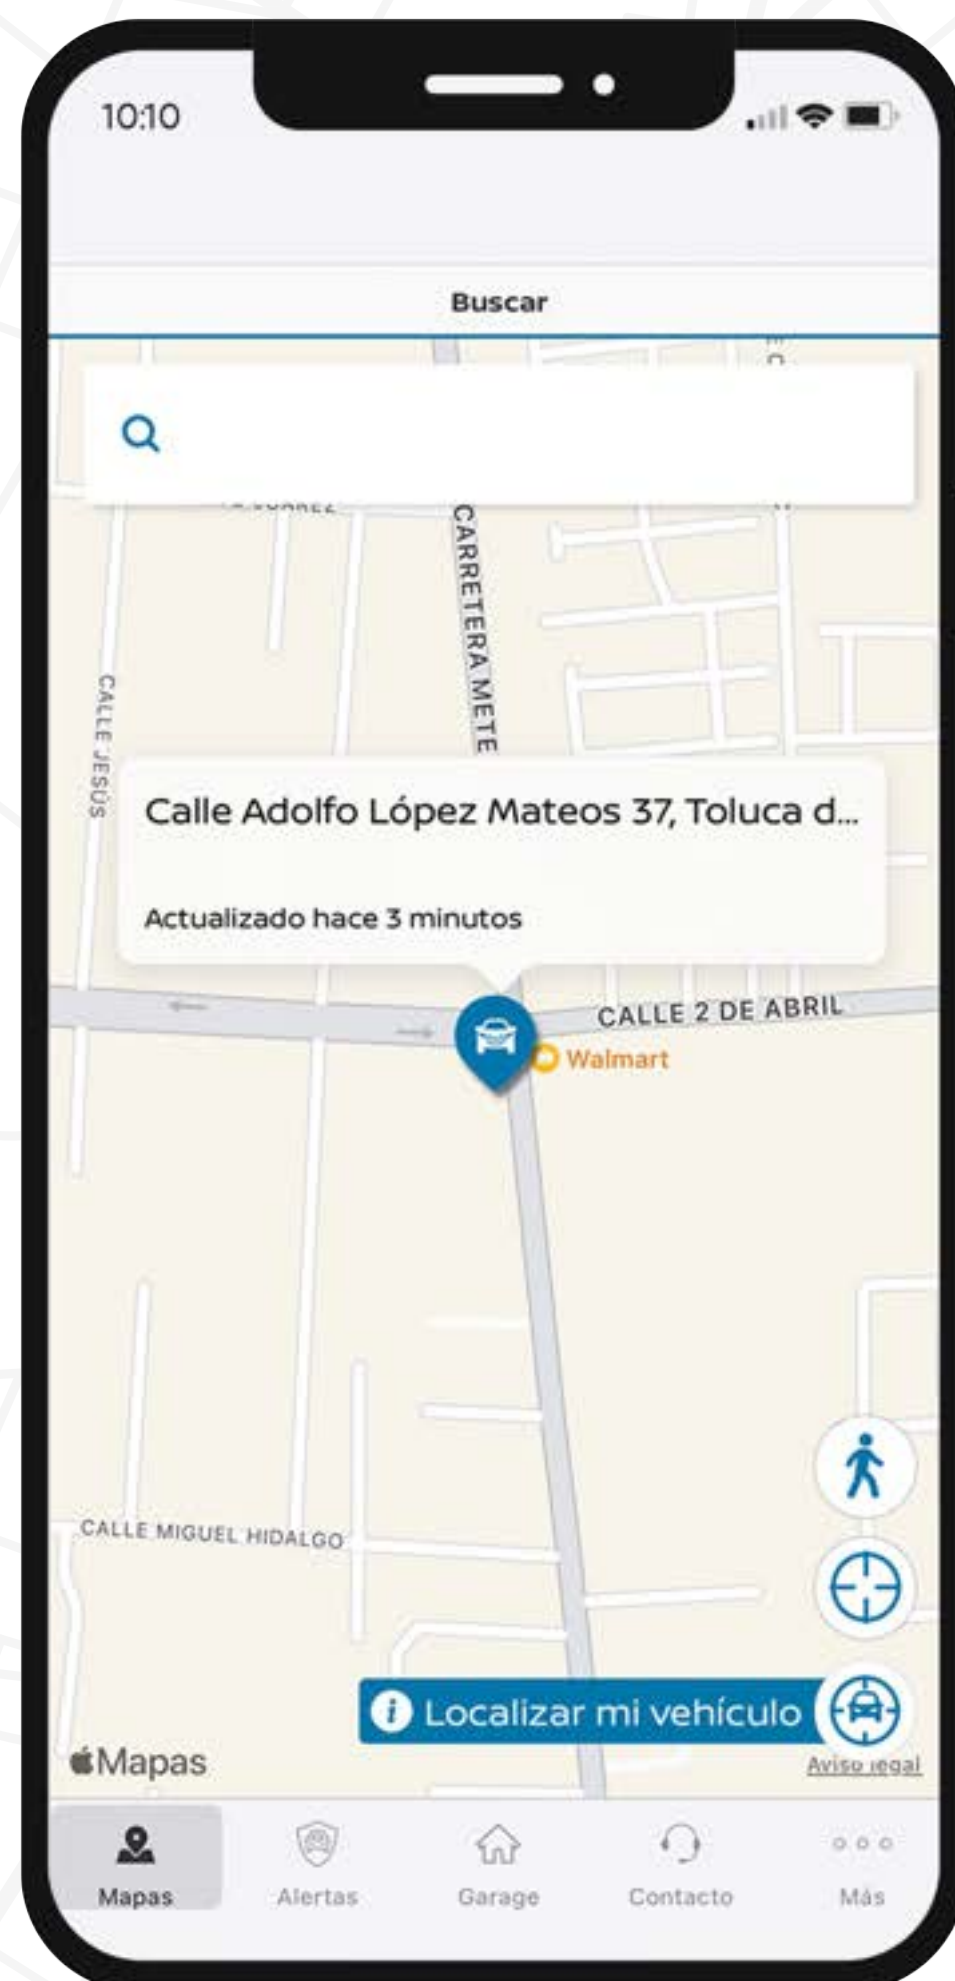 10:10
Buscar
CARRETERA METE
CALLE JESÚS
Calle Adolfo López Mateos 37, Toluca d...
Actualizado hace 3 minutos
CALLE 2 DE ABRIL
Walmart
CALLE MIGUEL HIDALGO
i Localizar mi vehículo
Mapas
Aviso legal
Mapas
Alertas
Garage
Contacto
Más